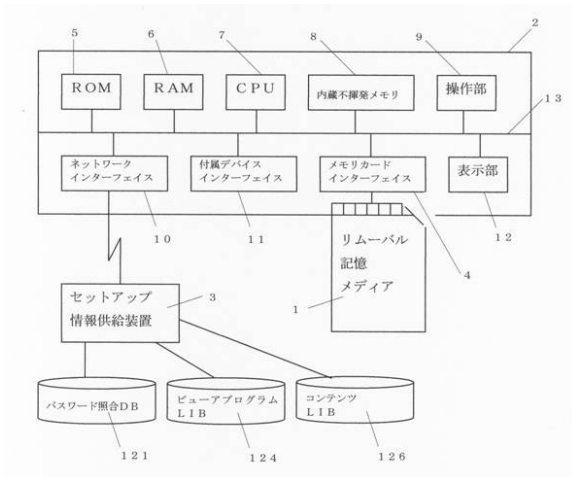 5
6
7
8
9
2
ROM
RAM
CPU
内蔵不揮発メモリ
操作部
13
ネットワーク
インターフェイス
付属デバイス
インターフェイス
メモリカード
インターフェイス
表示部
10
11
12
4
リムーバル
記憶
メディア
1
セットアップ
情報供給装置
3
パスワード照合DB
ビューアプログラム
LIB
コンテンツ
LIB
121
124
126